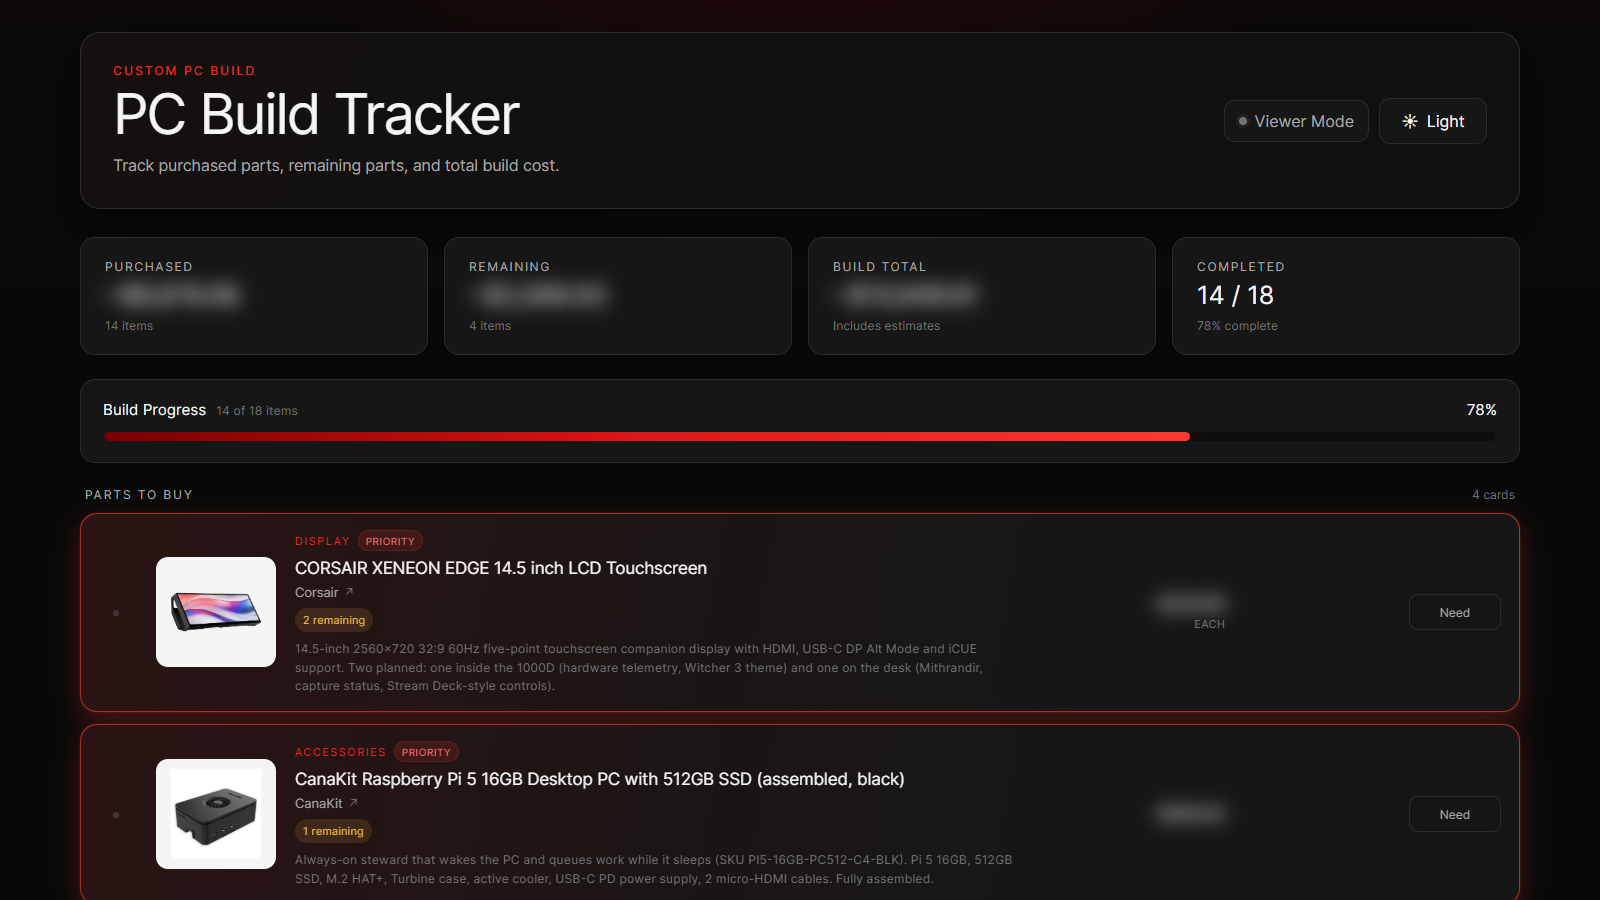 CUSTOM PC BUILD
PC Build Tracker
Track purchased parts, remaining parts, and total build cost.
Viewer Mode
Light
PURCHASED
14 items
REMAINING
4 items
BUILD TOTAL
Includes estimates
COMPLETED
14 / 18
78% complete
Build Progress 14 of 18 items
78%
PARTS TO BUY
4 cards
DISPLAY PRIORITY
CORSAIR XENEON EDGE 14.5 inch LCD Touchscreen
Corsair ↗
2 remaining
14.5-inch 2560×720 32:9 60Hz five-point touchscreen companion display with HDMI, USB-C DP Alt Mode and iCUE
support. Two planned: one inside the 1000D (hardware telemetry, Witcher 3 theme) and one on the desk (Mithrandir,
capture status, Stream Deck-style controls).
EACH
Need
ACCESSORIES PRIORITY
CanaKit Raspberry Pi 5 16GB Desktop PC with 512GB SSD (assembled, black)
CanaKit ↗
1 remaining
Always-on steward that wakes the PC and queues work while it sleeps (SKU PI5-16GB-PC512-C4-BLK). Pi 5 16GB, 512GB
SSD, M.2 HAT+, Turbine case, active cooler, USB-C PD power supply, 2 micro-HDMI cables. Fully assembled.
Need